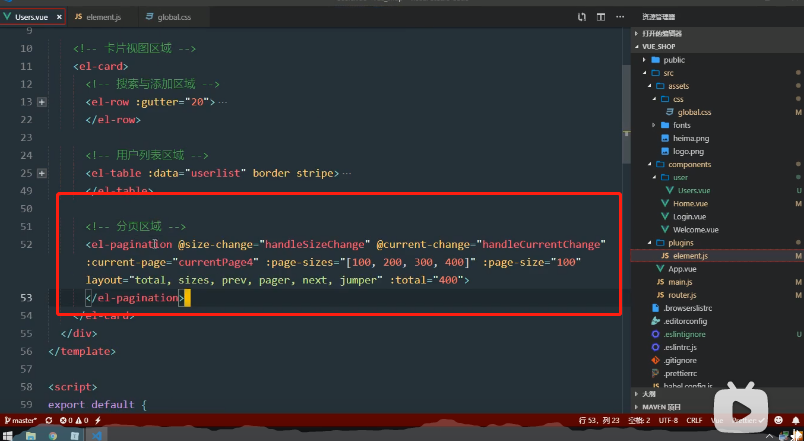 Users.vue × JS element.js global.css ··· 资源管理器
打开的编辑器
VUE_SHOP
public
src
assets
css
global.css M
fonts
heima.png
logo.png
components
user
Users.vue U
Home.vue M
Login.vue
Welcome.vue
plugins
JS element.js M
App.vue
JS main.js M
JS router.js M
.browserslistrc
.editorconfig
.eslintignore U
.eslintrc.js
.gitignore
.prettierrc
babel.config.js
大纲
MAVEN 项目
9
10 <!-- 卡片视图区域 -->
11 <el-card>
12 <!-- 搜索与添加区域 -->
13 <el-row :gutter="20">···
22 </el-row>
23
24 <!-- 用户列表区域 -->
25 <el-table :data="userlist" border stripe>···
49 </el-table>
50
51 <!-- 分页区域 -->
52 <el-pagination @size-change="handleSizeChange" @current-change="handleCurrentChange"
:current-page="currentPage4" :page-sizes="[100, 200, 300, 400]" :page-size="100"
layout="total, sizes, prev, pager, next, jumper" :total="400">
53 </el-pagination>
54 </el-card>
55 </div>
56 </template>
57
58 <script>
59 export default {
master* 0 0 行 53，列 23 空格: 2 UTF-8 CRLF Vue